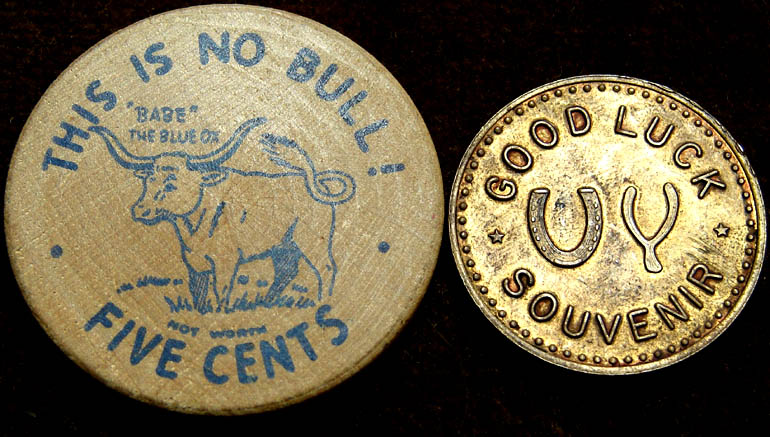 THIS IS NO BULL!
"BABE"
THE BLUE OX
NOT WORTH
FIVE CENTS
GOOD LUCK
SOUVENIR